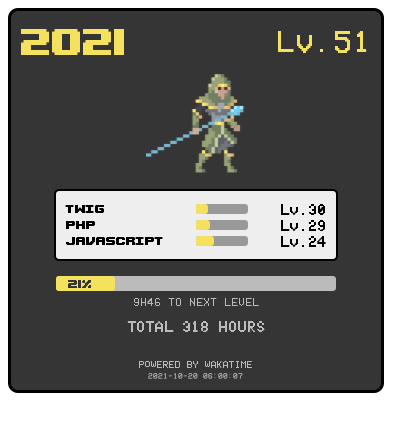 2021 Lv.51
TWIG Lv.30
PHP Lv.29
JAVASCRIPT Lv.24
21%
9H46 TO NEXT LEVEL
TOTAL 318 HOURS
POWERED BY WAKATIME
2021-10-20 06:00:07